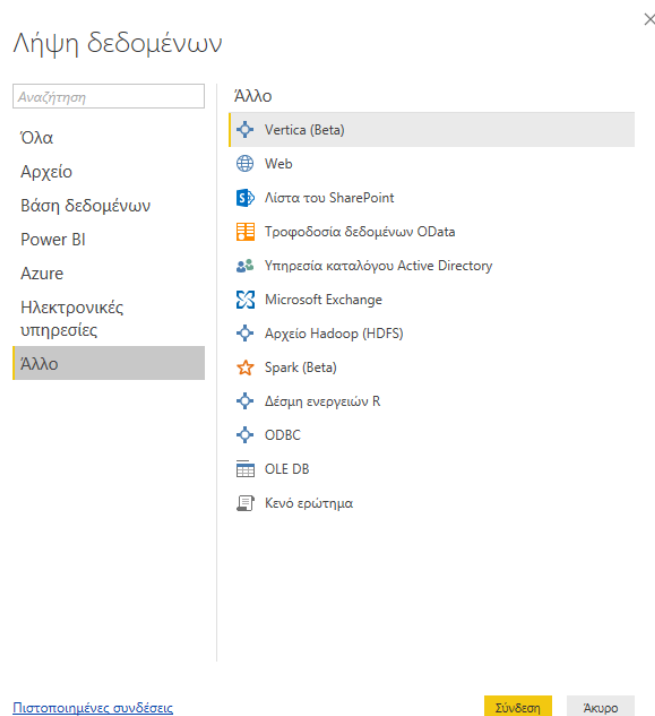 Λήψη δεδομένων
Αναζήτηση
Όλα
Αρχείο
Βάση δεδομένων
Power BI
Azure
Ηλεκτρονικές
υπηρεσίες
Άλλο
Άλλο
Vertica (Beta)
Web
Λίστα του SharePoint
Τροφοδοσία δεδομένων OData
Υπηρεσία καταλόγου Active Directory
Microsoft Exchange
Αρχείο Hadoop (HDFS)
Spark (Beta)
Δέσμη ενεργειών R
ODBC
OLE DB
Κενό ερώτημα
Πιστοποιημένες συνδέσεις
Σύνδεση
Άκυρο